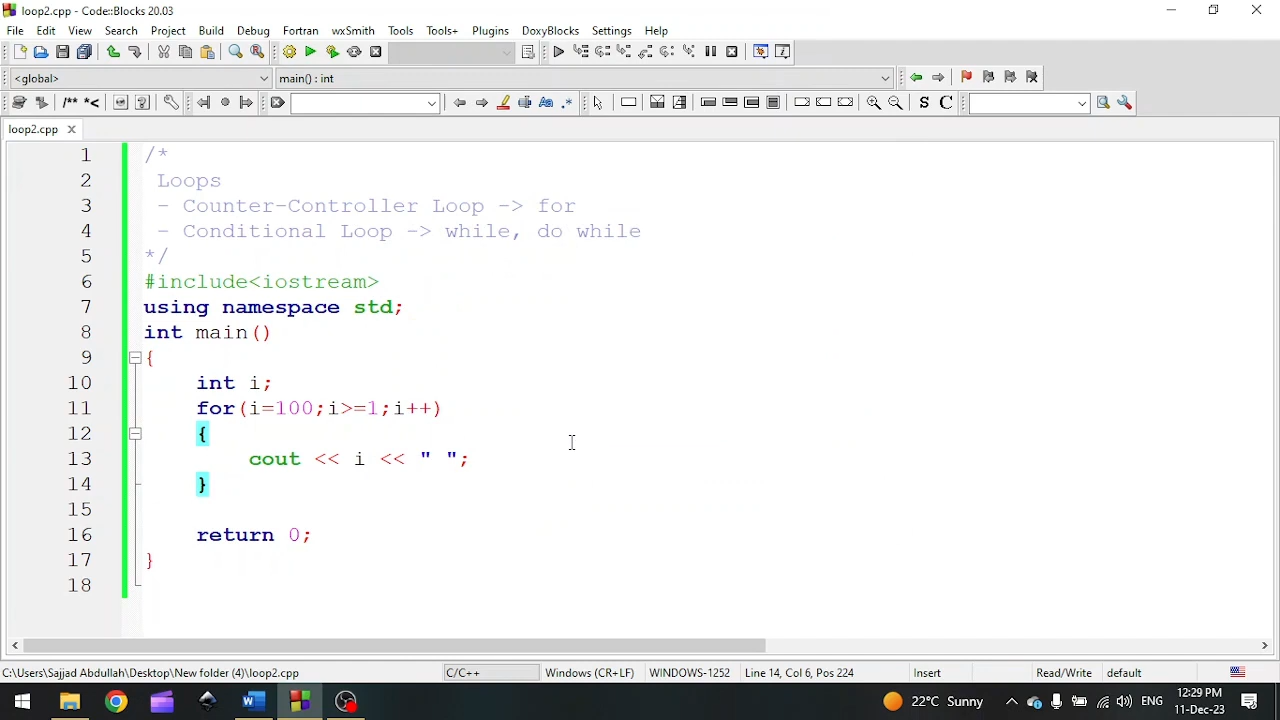 loop2.cpp - Code::Blocks 20.03
File Edit View Search Project Build Debug Fortran wxSmith Tools Tools+ Plugins DoxyBlocks Settings Help
<global> main() : int
/** *<
S C
loop2.cpp
1 /*
2 Loops
3 - Counter-Controller Loop -> for
4 - Conditional Loop -> while, do while
5 */
6 #include<iostream>
7 using namespace std;
8 int main()
9 {
10 int i;
11 for(i=100;i>=1;i++)
12 {
13 cout << i << " ";
14 }
15
16 return 0;
17 }
18
C:\Users\Sajjad Abdullah\Desktop\New folder (4)\loop2.cpp C/C++ Windows (CR+LF) WINDOWS-1252 Line 14, Col 6, Pos 224 Insert Read/Write default
22°C Sunny ENG 12:29 PM
11-Dec-23